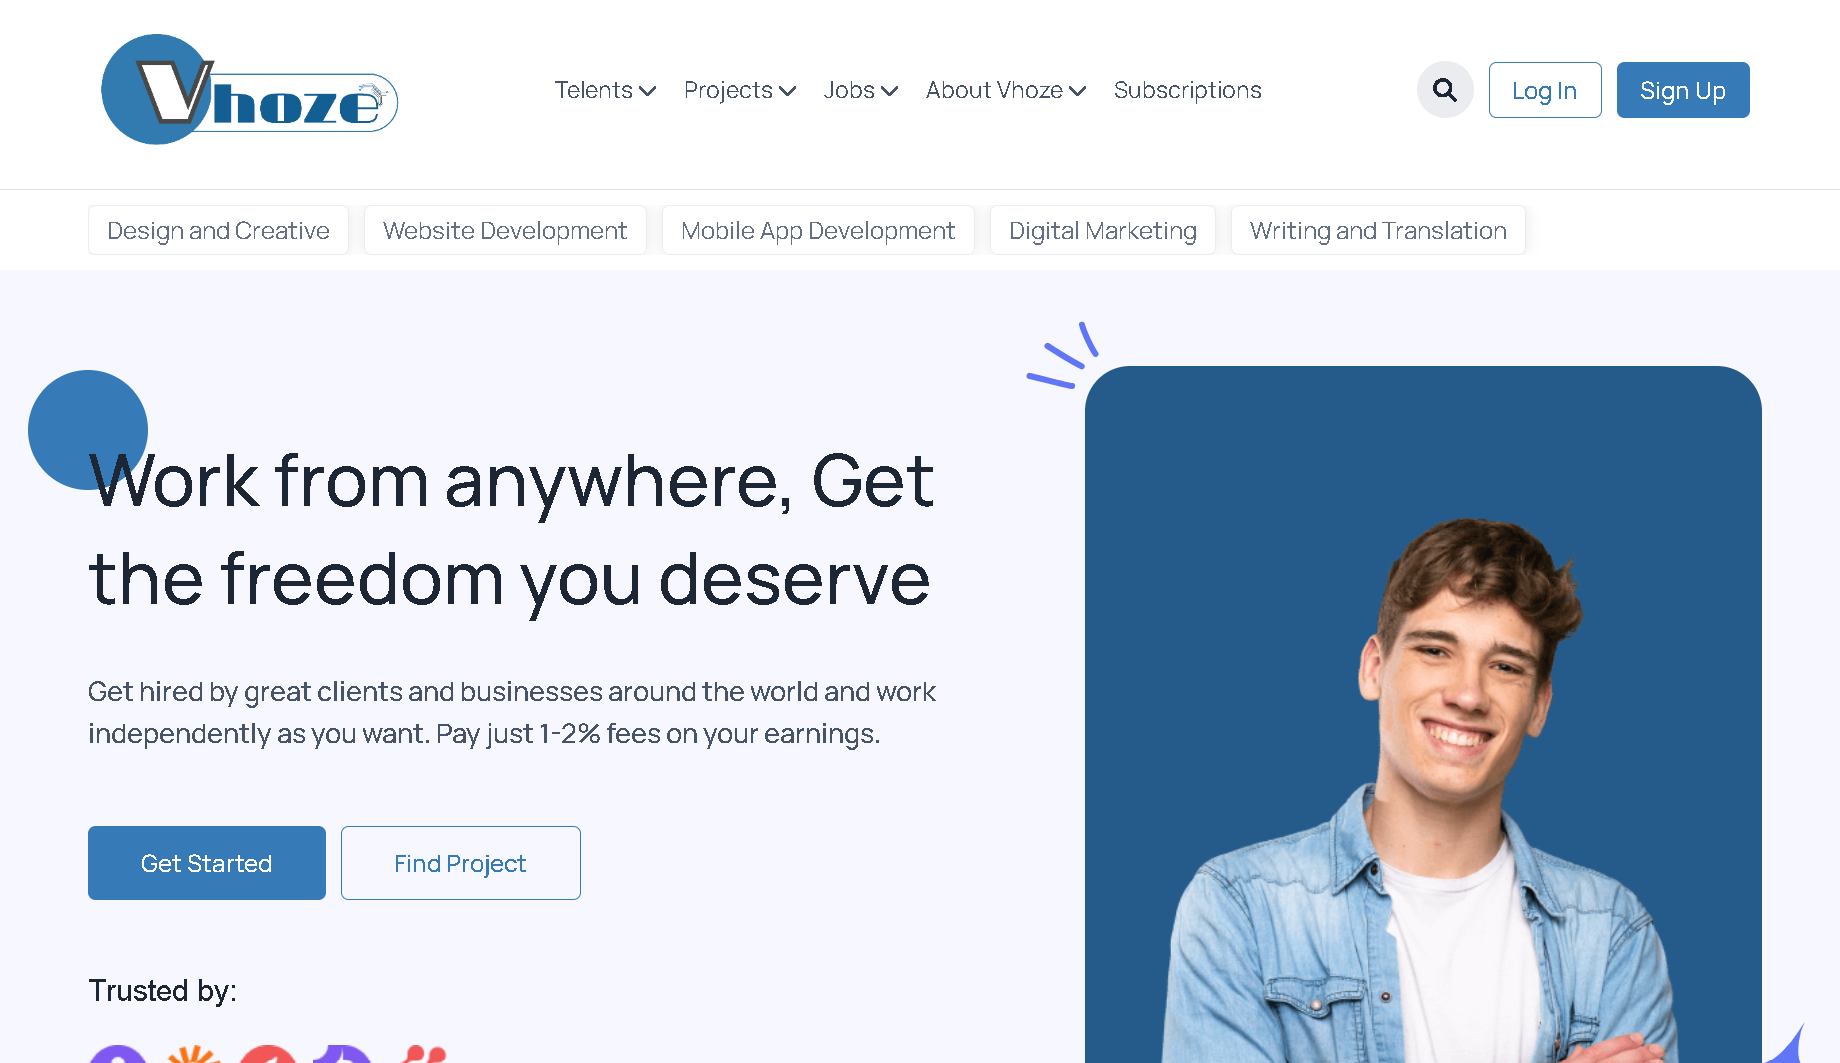 Vhoze
Telents
Projects
Jobs
About Vhoze
Subscriptions
Log In
Sign Up
Design and Creative
Website Development
Mobile App Development
Digital Marketing
Writing and Translation
Work from anywhere, Get
the freedom you deserve
Get hired by great clients and businesses around the world and work
independently as you want. Pay just 1-2% fees on your earnings.
Get Started
Find Project
Trusted by: